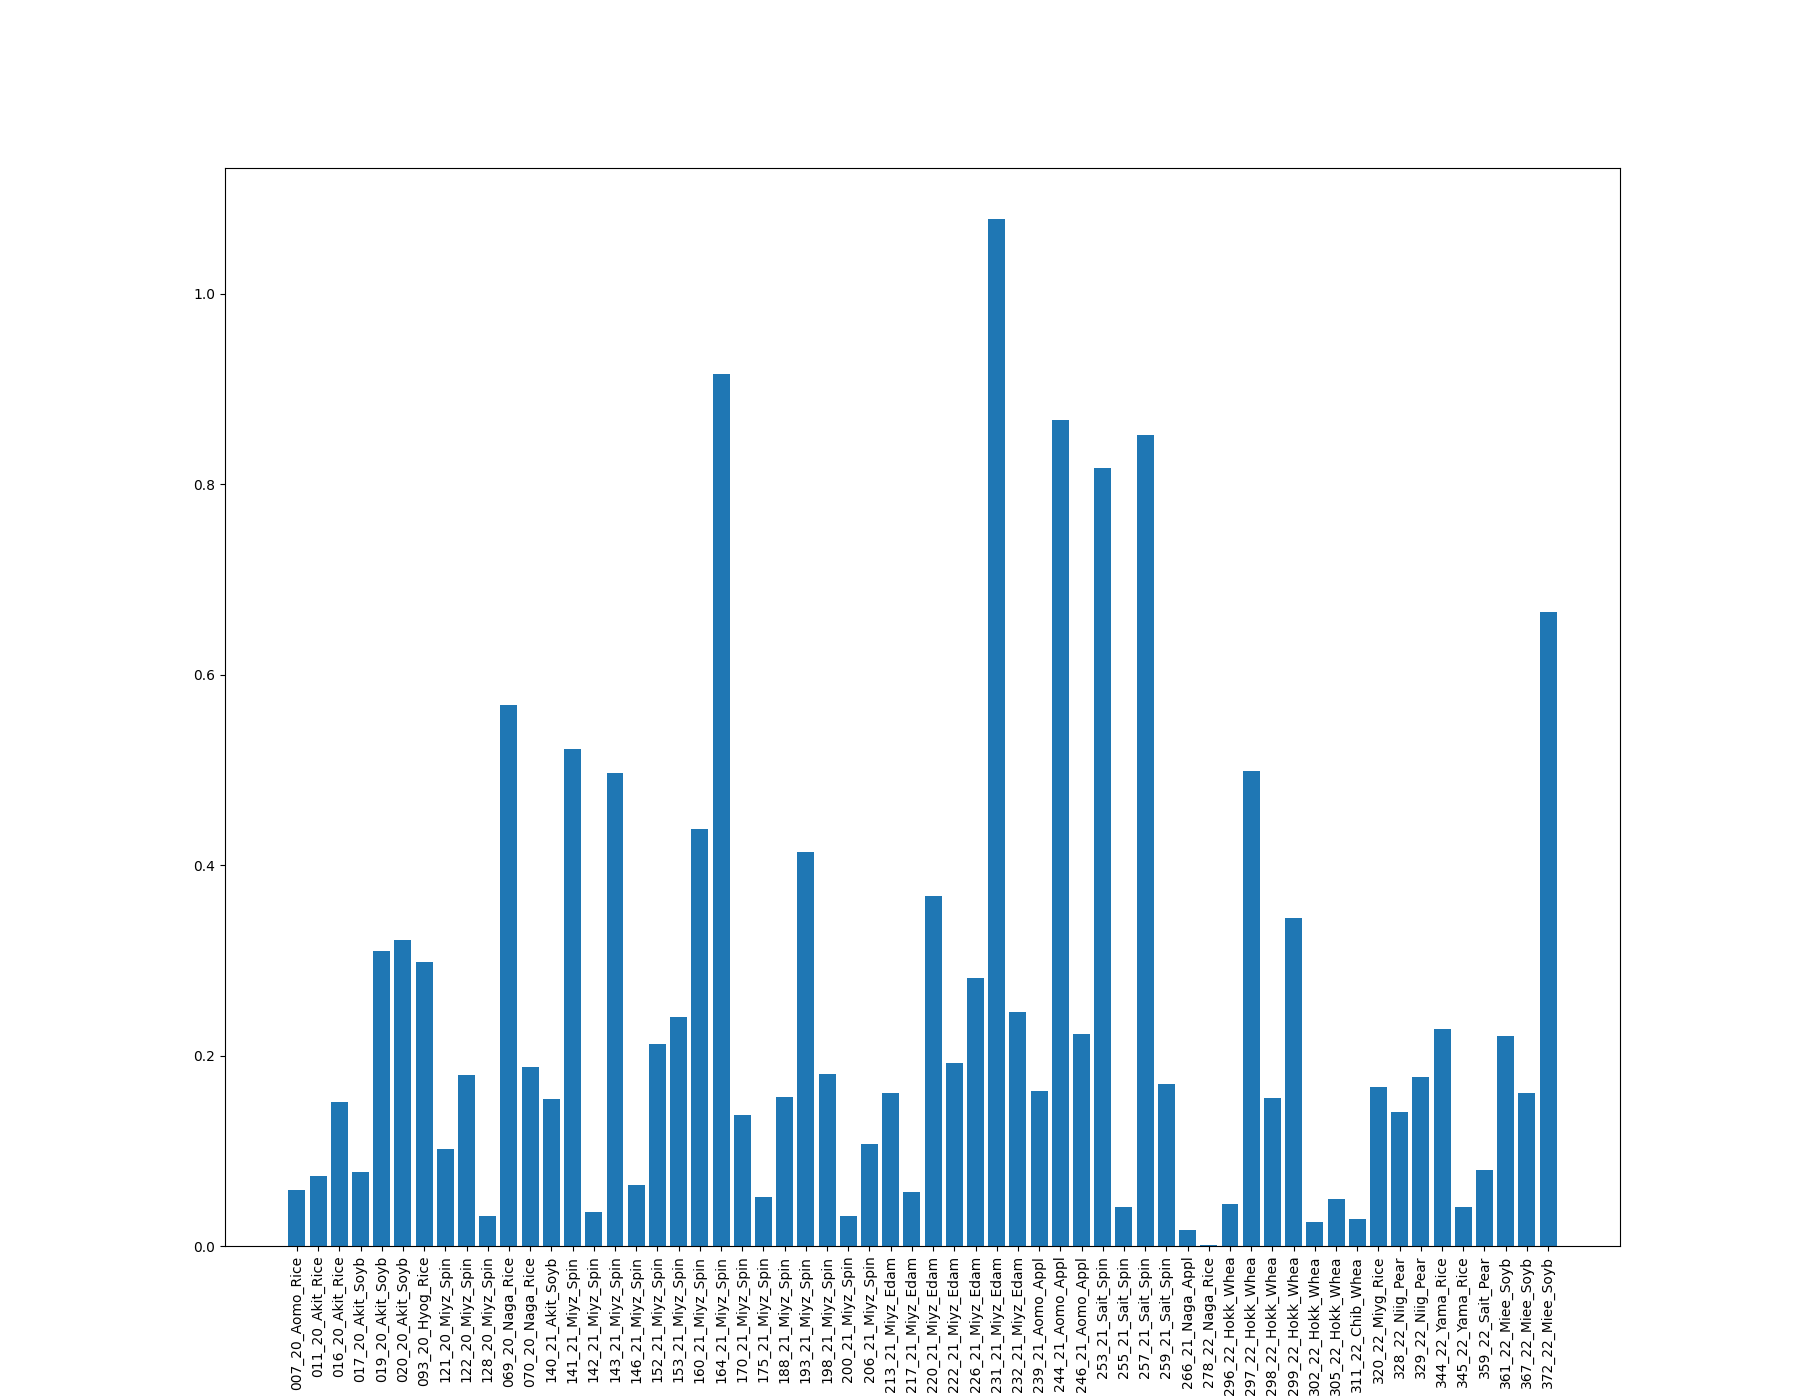 1.0
0.8
0.6
0.4
0.2
0.0
007_20_Aomo_Rice
011_20_Akit_Rice
016_20_Akit_Rice
017_20_Akit_Soyb
019_20_Akit_Soyb
020_20_Akit_Soyb
093_20_Hyog_Rice
121_20_Miyz_Spin
122_20_Miyz_Spin
128_20_Miyz_Spin
069_20_Naga_Rice
070_20_Naga_Rice
140_21_Akit_Soyb
141_21_Miyz_Spin
142_21_Miyz_Spin
143_21_Miyz_Spin
146_21_Miyz_Spin
152_21_Miyz_Spin
153_21_Miyz_Spin
160_21_Miyz_Spin
164_21_Miyz_Spin
170_21_Miyz_Spin
175_21_Miyz_Spin
188_21_Miyz_Spin
193_21_Miyz_Spin
198_21_Miyz_Spin
200_21_Miyz_Spin
206_21_Miyz_Spin
213_21_Miyz_Edam
217_21_Miyz_Edam
220_21_Miyz_Edam
222_21_Miyz_Edam
226_21_Miyz_Edam
231_21_Miyz_Edam
232_21_Miyz_Edam
239_21_Aomo_Appl
244_21_Aomo_Appl
246_21_Aomo_Appl
253_21_Sait_Spin
255_21_Sait_Spin
257_21_Sait_Spin
259_21_Sait_Spin
266_21_Naga_Appl
278_22_Naga_Rice
296_22_Hokk_Whea
297_22_Hokk_Whea
298_22_Hokk_Whea
299_22_Hokk_Whea
302_22_Hokk_Whea
305_22_Hokk_Whea
311_22_Chib_Whea
320_22_Miyg_Rice
328_22_Niig_Pear
329_22_Niig_Pear
344_22_Yama_Rice
345_22_Yama_Rice
359_22_Sait_Pear
361_22_Miee_Soyb
367_22_Miee_Soyb
372_22_Miee_Soyb